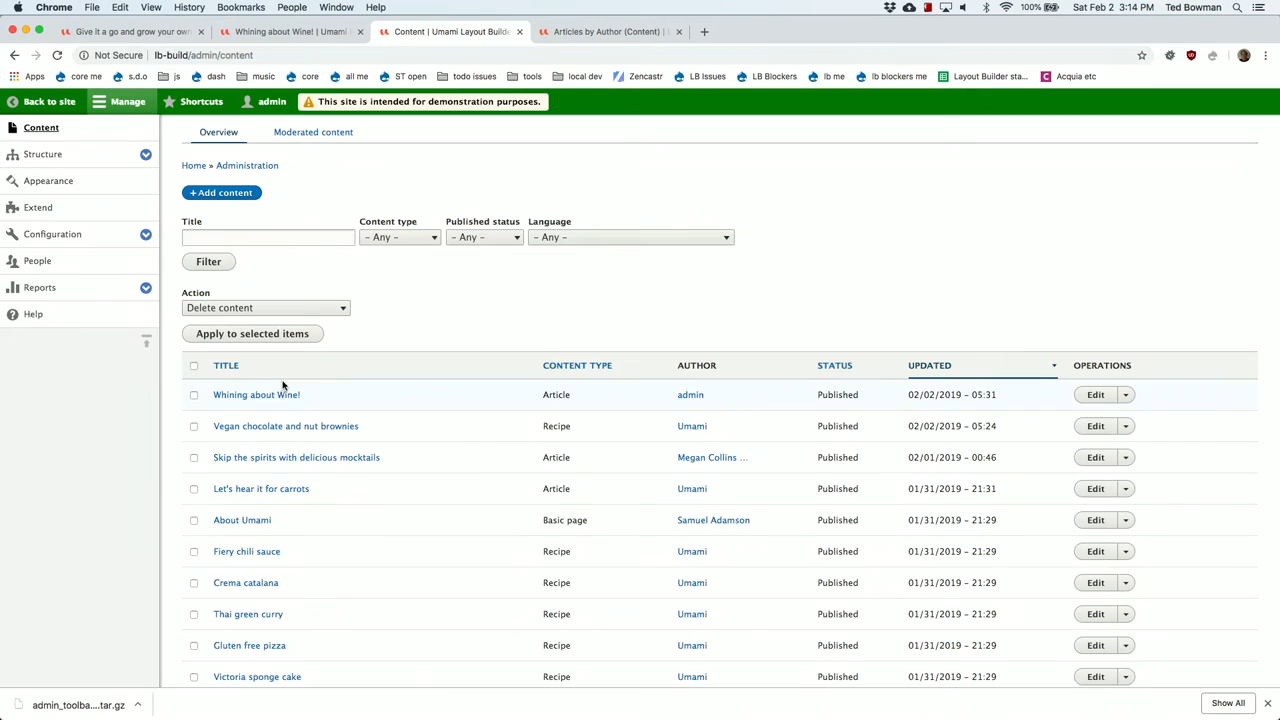 Chrome File Edit View History Bookmarks People Window Help 100% Sat Feb 2 3:14 PM Ted Bowman
Give it a go and grow your own Whining about Wine! | Umami Content | Umami Layout Builde Articles by Author (Content) |
Not Secure lb-build/admin/content
Apps core me s.d.o js dash music core all me ST open todo issues tools local dev Zencastr LB Issues LB Blockers lb me lb blockers me Layout Builder sta... Acquia etc
Back to site Manage Shortcuts admin This site is intended for demonstration purposes.
Content
Structure
Appearance
Extend
Configuration
People
Reports
Help
Overview Moderated content
Home » Administration
+ Add content
Title Content type Published status Language
– Any – – Any – – Any –
Filter
Action
Delete content
Apply to selected items
TITLE CONTENT TYPE AUTHOR STATUS UPDATED OPERATIONS
Whining about Wine! Article admin Published 02/02/2019 – 05:31 Edit
Vegan chocolate and nut brownies Recipe Umami Published 02/02/2019 – 05:24 Edit
Skip the spirits with delicious mocktails Article Megan Collins ... Published 02/01/2019 – 00:46 Edit
Let's hear it for carrots Article Umami Published 01/31/2019 – 21:31 Edit
About Umami Basic page Samuel Adamson Published 01/31/2019 – 21:29 Edit
Fiery chili sauce Recipe Umami Published 01/31/2019 – 21:29 Edit
Crema catalana Recipe Umami Published 01/31/2019 – 21:29 Edit
Thai green curry Recipe Umami Published 01/31/2019 – 21:29 Edit
Gluten free pizza Recipe Umami Published 01/31/2019 – 21:29 Edit
Victoria sponge cake Recipe Umami Published 01/31/2019 – 21:29 Edit
admin_toolba....tar.gz Show All